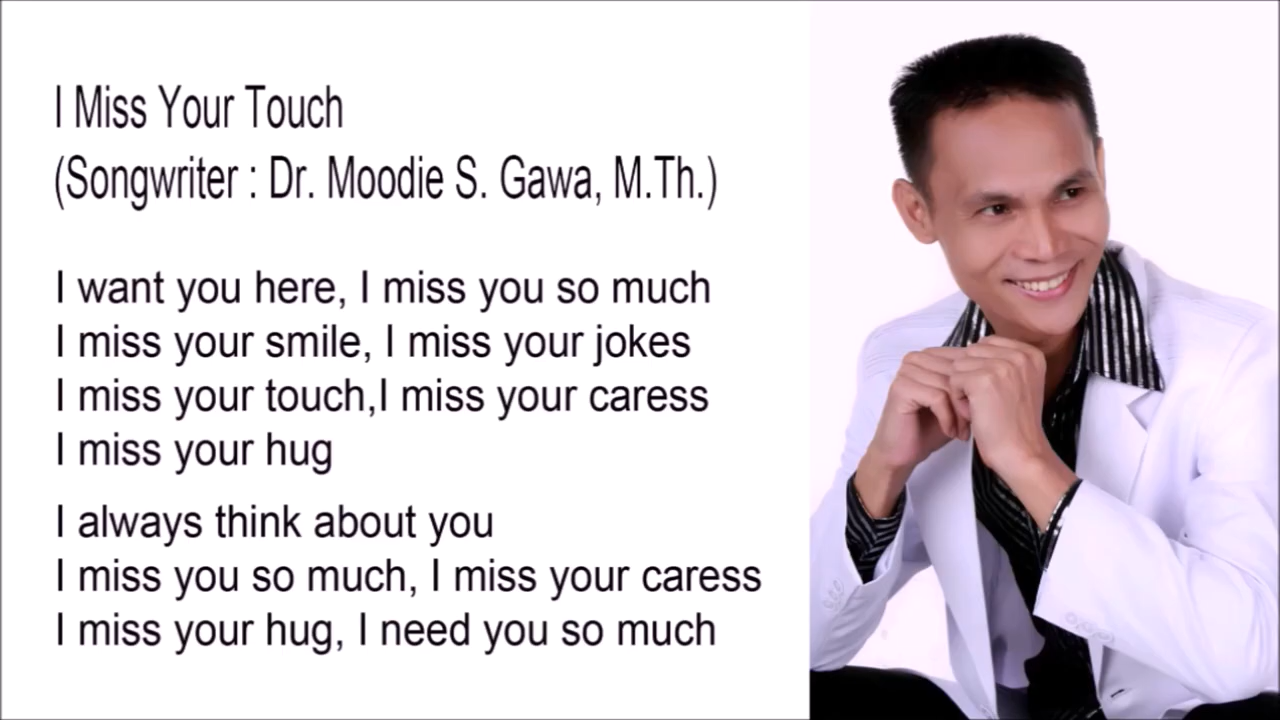 I Miss Your Touch
(Songwriter : Dr. Moodie S. Gawa, M.Th.)
I want you here, I miss you so much
I miss your smile, I miss your jokes
I miss your touch,I miss your caress
I miss your hug
I always think about you
I miss you so much, I miss your caress
I miss your hug, I need you so much